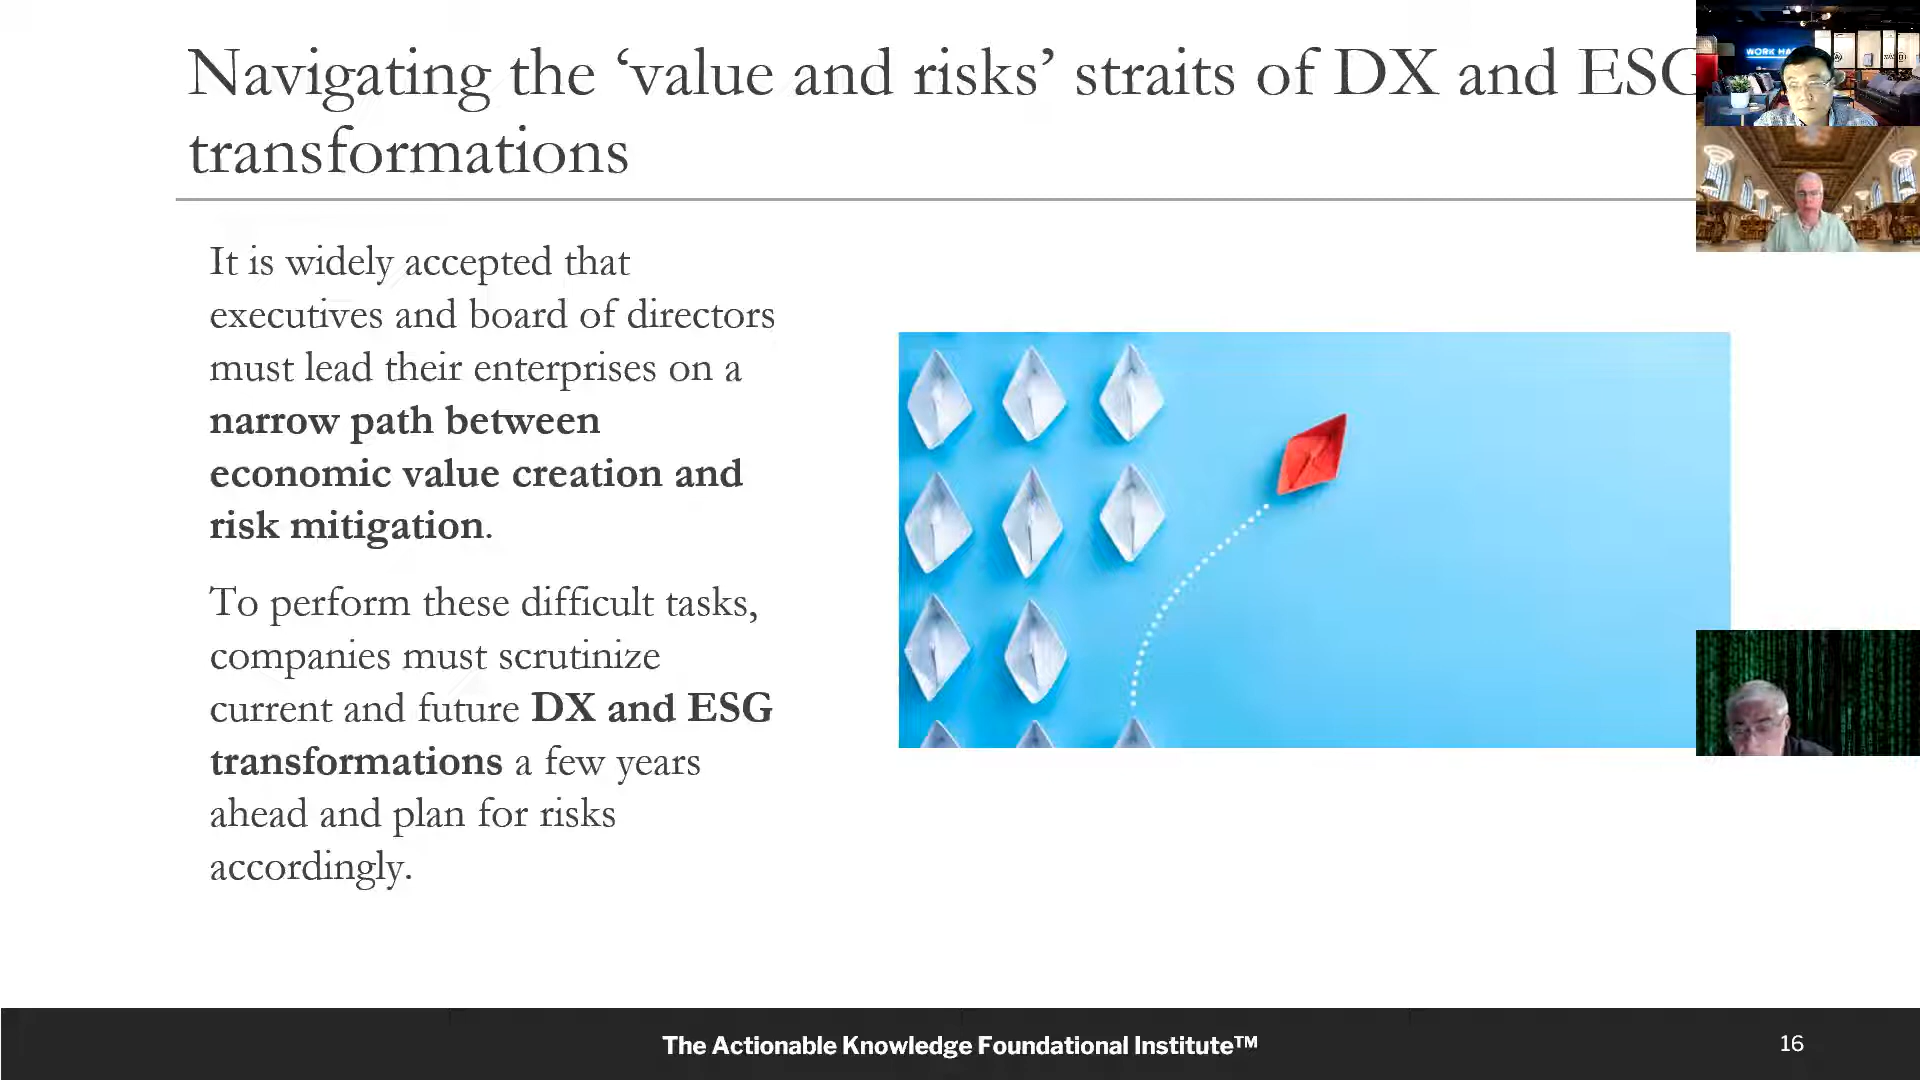 Navigating the ‘value and risks’ straits of DX and ESG
transformations
It is widely accepted that
executives and board of directors
must lead their enterprises on a
narrow path between
economic value creation and
risk mitigation.
To perform these difficult tasks,
companies must scrutinize
current and future DX and ESG
transformations a few years
ahead and plan for risks
accordingly.
WORK HA
The Actionable Knowledge Foundational Institute™
16